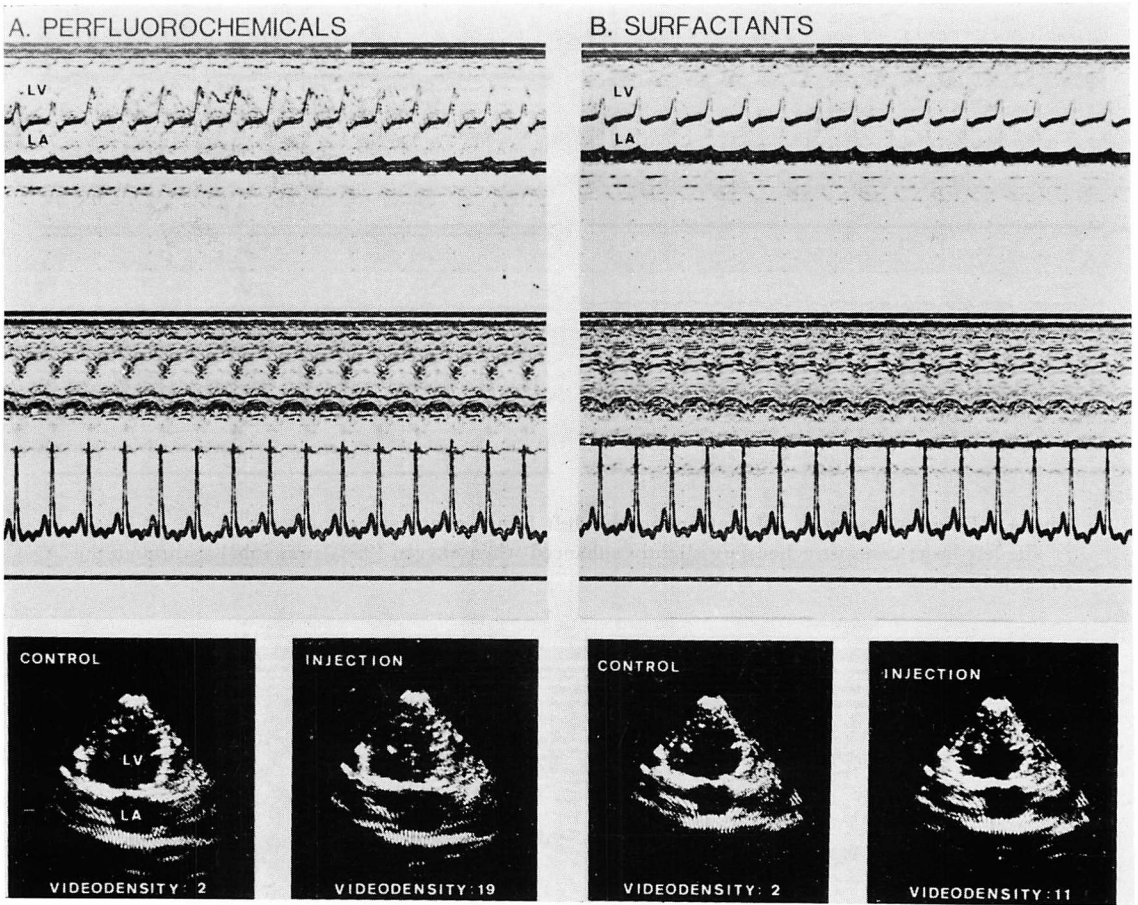 A. PERFLUOROCHEMICALS
LV
LA
CONTROL
LV
LA
VIDEODENSITY: 2
INJECTION
VIDEODENSITY:19
B. SURFACTANTS
LV
LA
CONTROL
VIDEODENSITY: 2
INJECTION
VIDEODENSITY:11